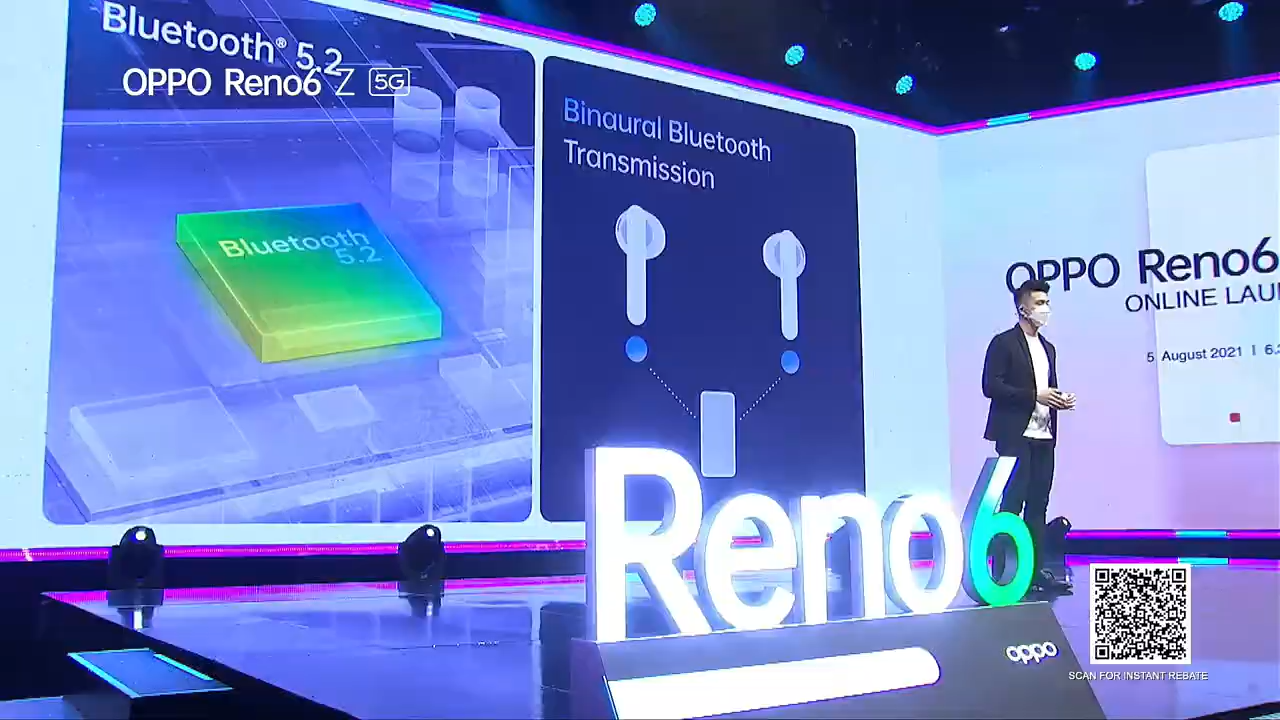 Bluetooth® 5.2
OPPO Reno6 Z 5G
Bluetooth
5.2
Binaural Bluetooth
Transmission
OPPO Reno6
ONLINE
5 August 2021 | 6.
Reno6
oppo
SCAN FOR INSTANT REBATE